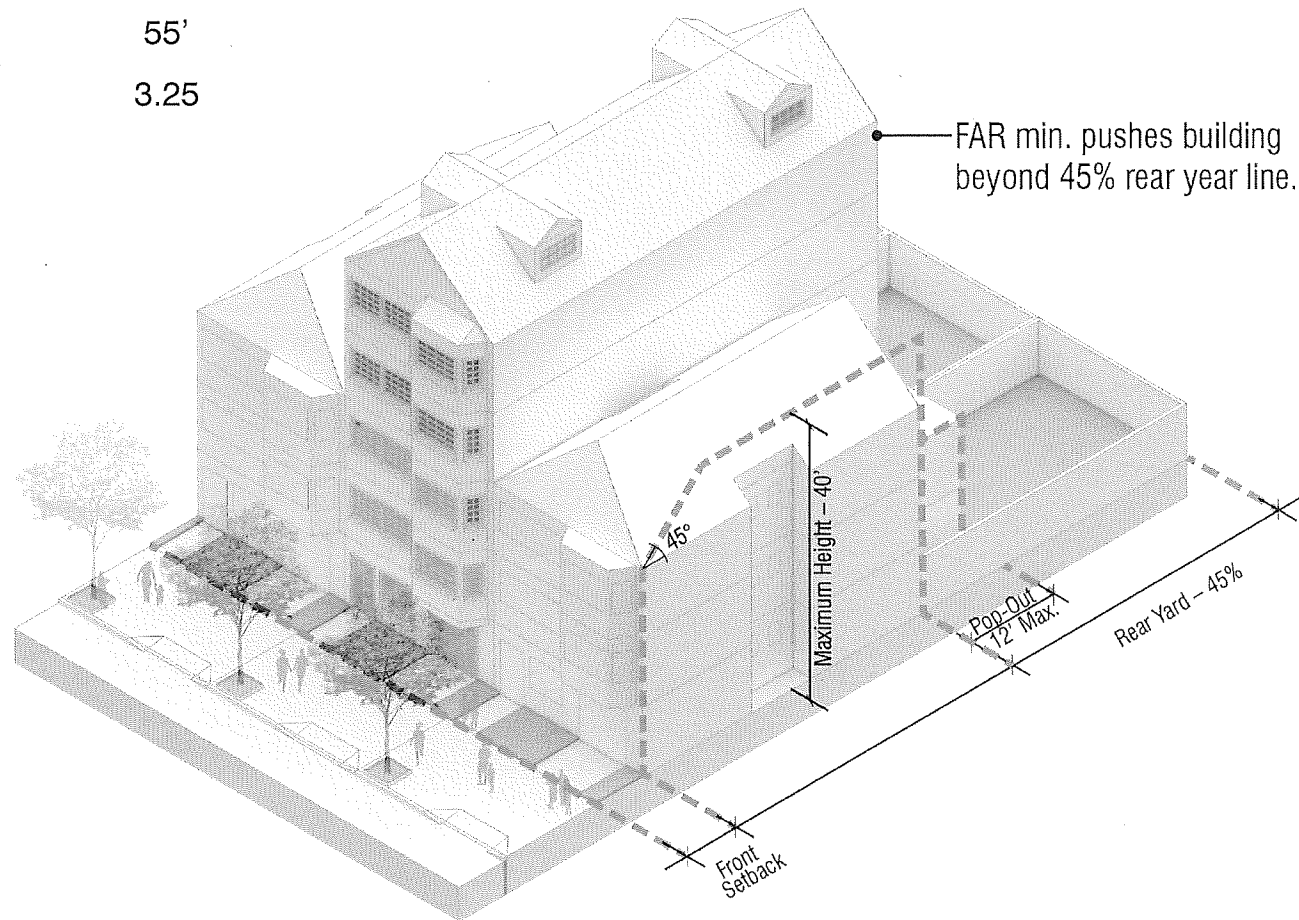 55’
3.25
FAR min. pushes building
beyond 45% rear year line.
45°
Maximum Height – 40’
Pop-Out
12’ Max.
Rear Yard – 45%
Front
Setback